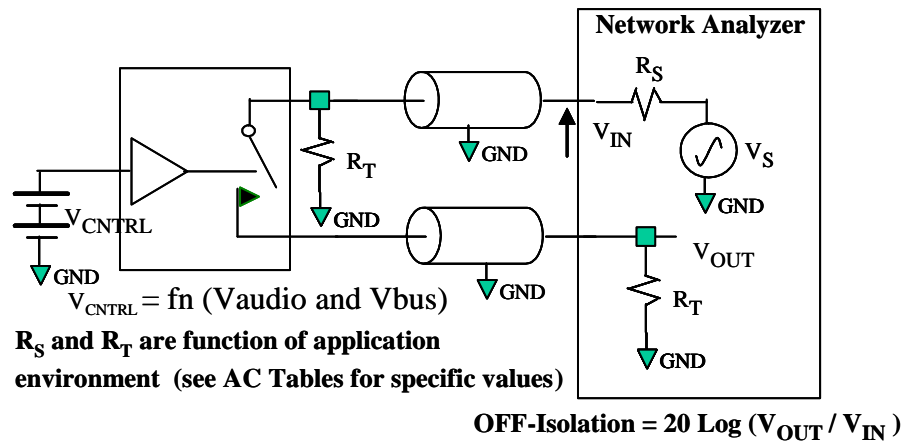 Network Analyzer
R_S
V_IN
V_S
GND
R_T
GND
GND
V_CNTRL
GND
GND
V_OUT
R_T
GND
V_CNTRL = fn (Vaudio and Vbus)
R_S and R_T are function of application
environment (see AC Tables for specific values)
OFF-Isolation = 20 Log (V_OUT / V_IN )